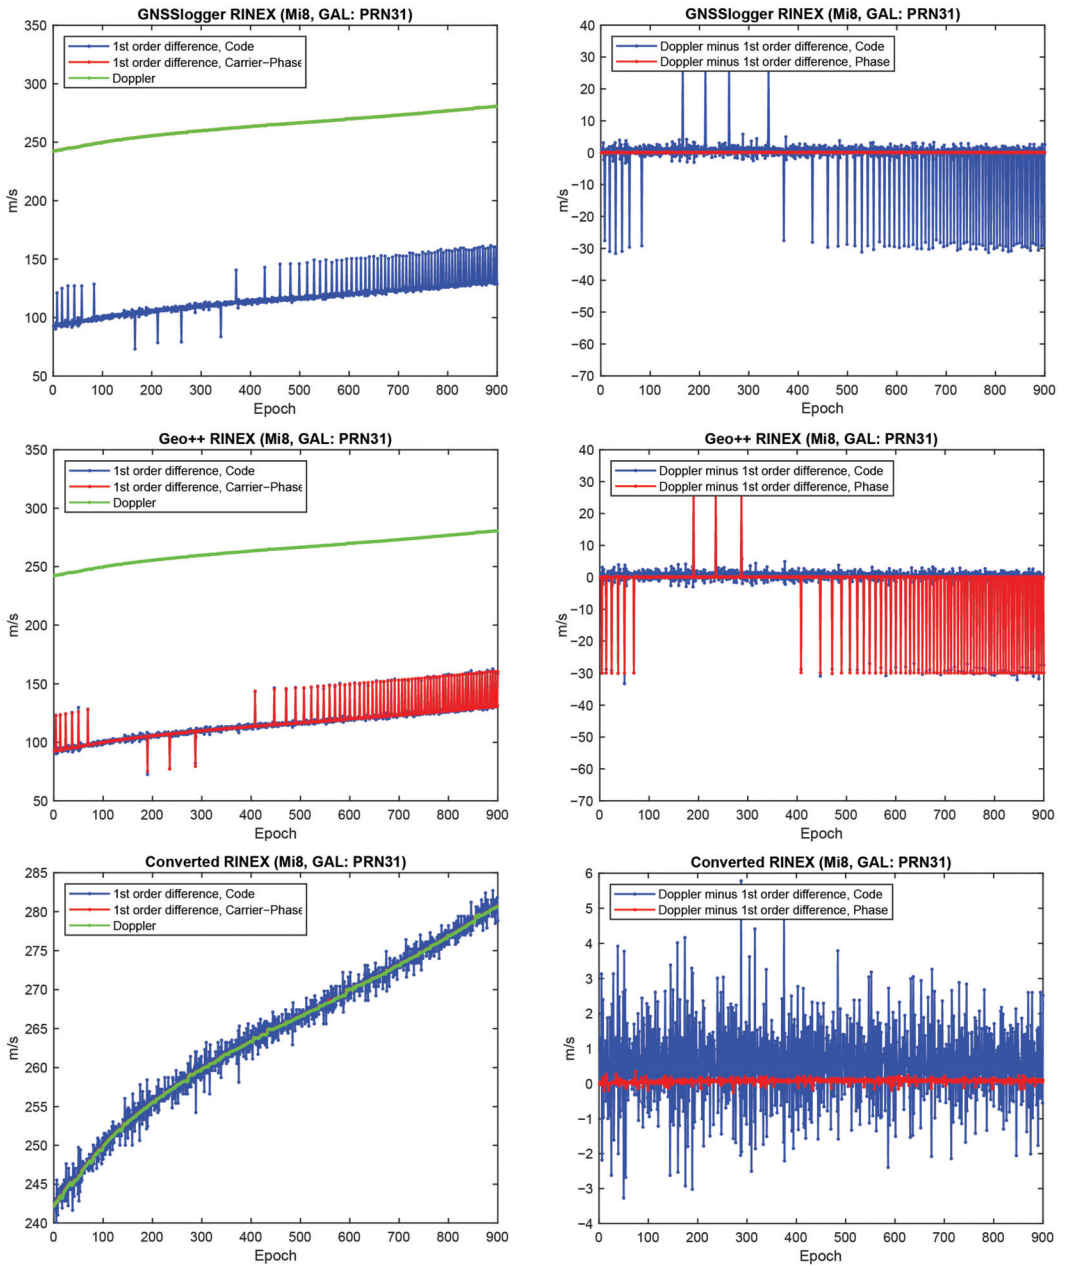 GNSSlogger RINEX (Mi8, GAL: PRN31)
350
300
250
200
150
100
50
m/s
1st order difference, Code
1st order difference, Carrier-Phase
Doppler
0 100 200 300 400 500 600 700 800 900
Epoch
GNSSlogger RINEX (Mi8, GAL: PRN31)
40
30
20
10
0
-10
-20
-30
-40
-50
-60
-70
m/s
Doppler minus 1st order difference, Code
Doppler minus 1st order difference, Phase
0 100 200 300 400 500 600 700 800 900
Epoch
Geo++ RINEX (Mi8, GAL: PRN31)
350
300
250
200
150
100
50
m/s
1st order difference, Code
1st order difference, Carrier-Phase
Doppler
0 100 200 300 400 500 600 700 800 900
Epoch
Geo++ RINEX (Mi8, GAL: PRN31)
40
30
20
10
0
-10
-20
-30
-40
-50
-60
-70
m/s
Doppler minus 1st order difference, Code
Doppler minus 1st order difference, Phase
0 100 200 300 400 500 600 700 800 900
Epoch
Converted RINEX (Mi8, GAL: PRN31)
285
280
275
270
265
260
255
250
245
240
m/s
1st order difference, Code
1st order difference, Carrier-Phase
Doppler
0 100 200 300 400 500 600 700 800 900
Epoch
Converted RINEX (Mi8, GAL: PRN31)
6
5
4
3
2
1
0
-1
-2
-3
-4
m/s
Doppler minus 1st order difference, Code
Doppler minus 1st order difference, Phase
0 100 200 300 400 500 600 700 800 900
Epoch